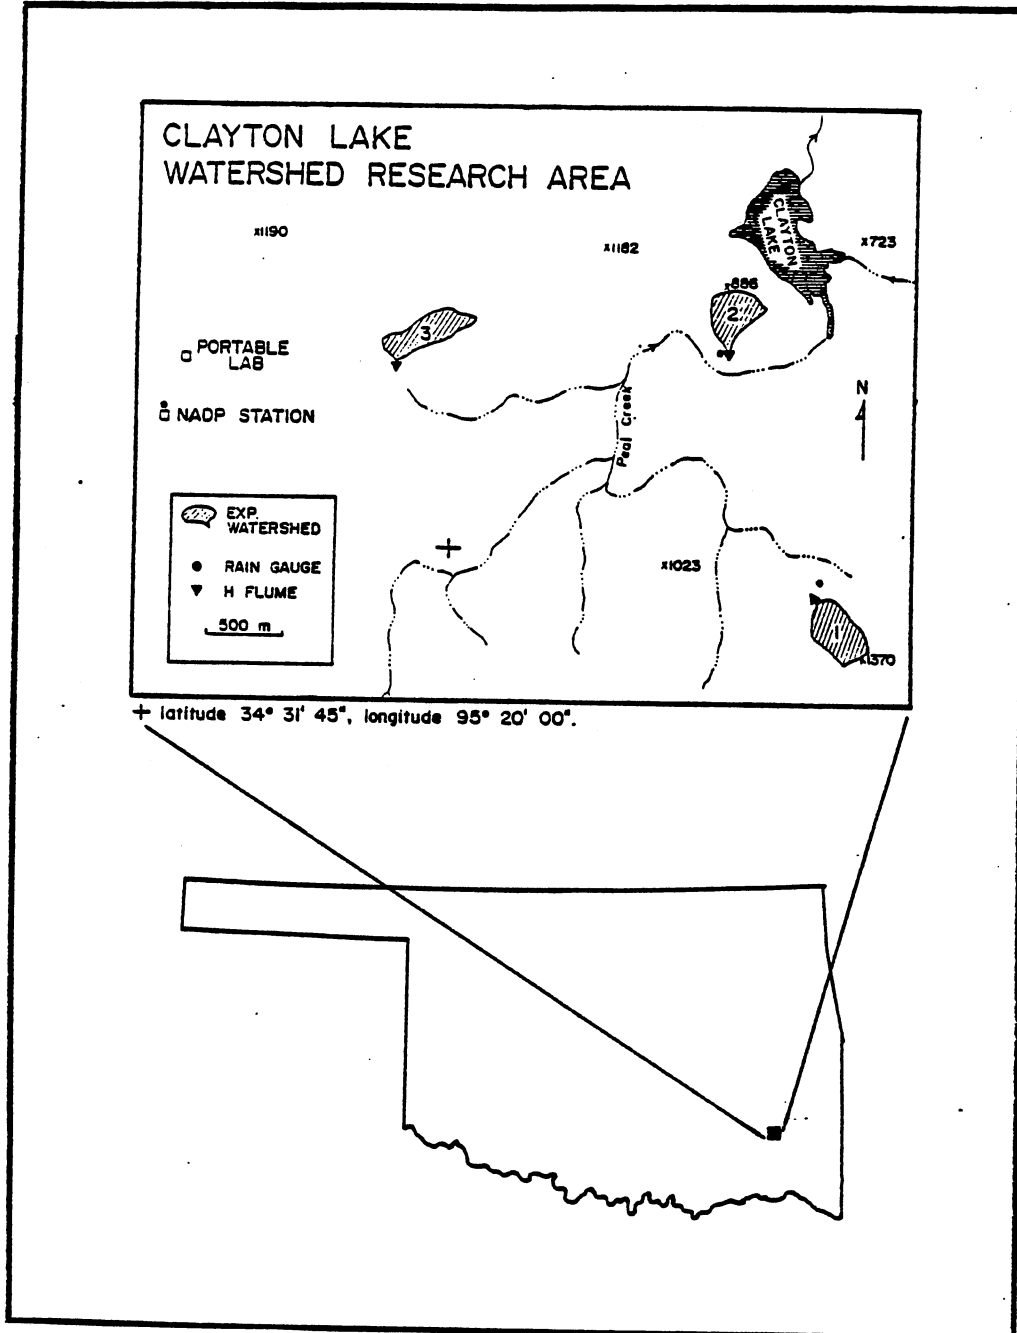 CLAYTON LAKE
WATERSHED RESEARCH AREA
x1190
x1182
CLAYTON
LAKE
x723
x886
2
3
PORTABLE
LAB
NADP STATION
N
Peal Creek
EXP.
WATERSHED
RAIN GAUGE
H FLUME
500 m
x1023
1
x1370
+ latitude 34° 31' 45", longitude 95° 20' 00".